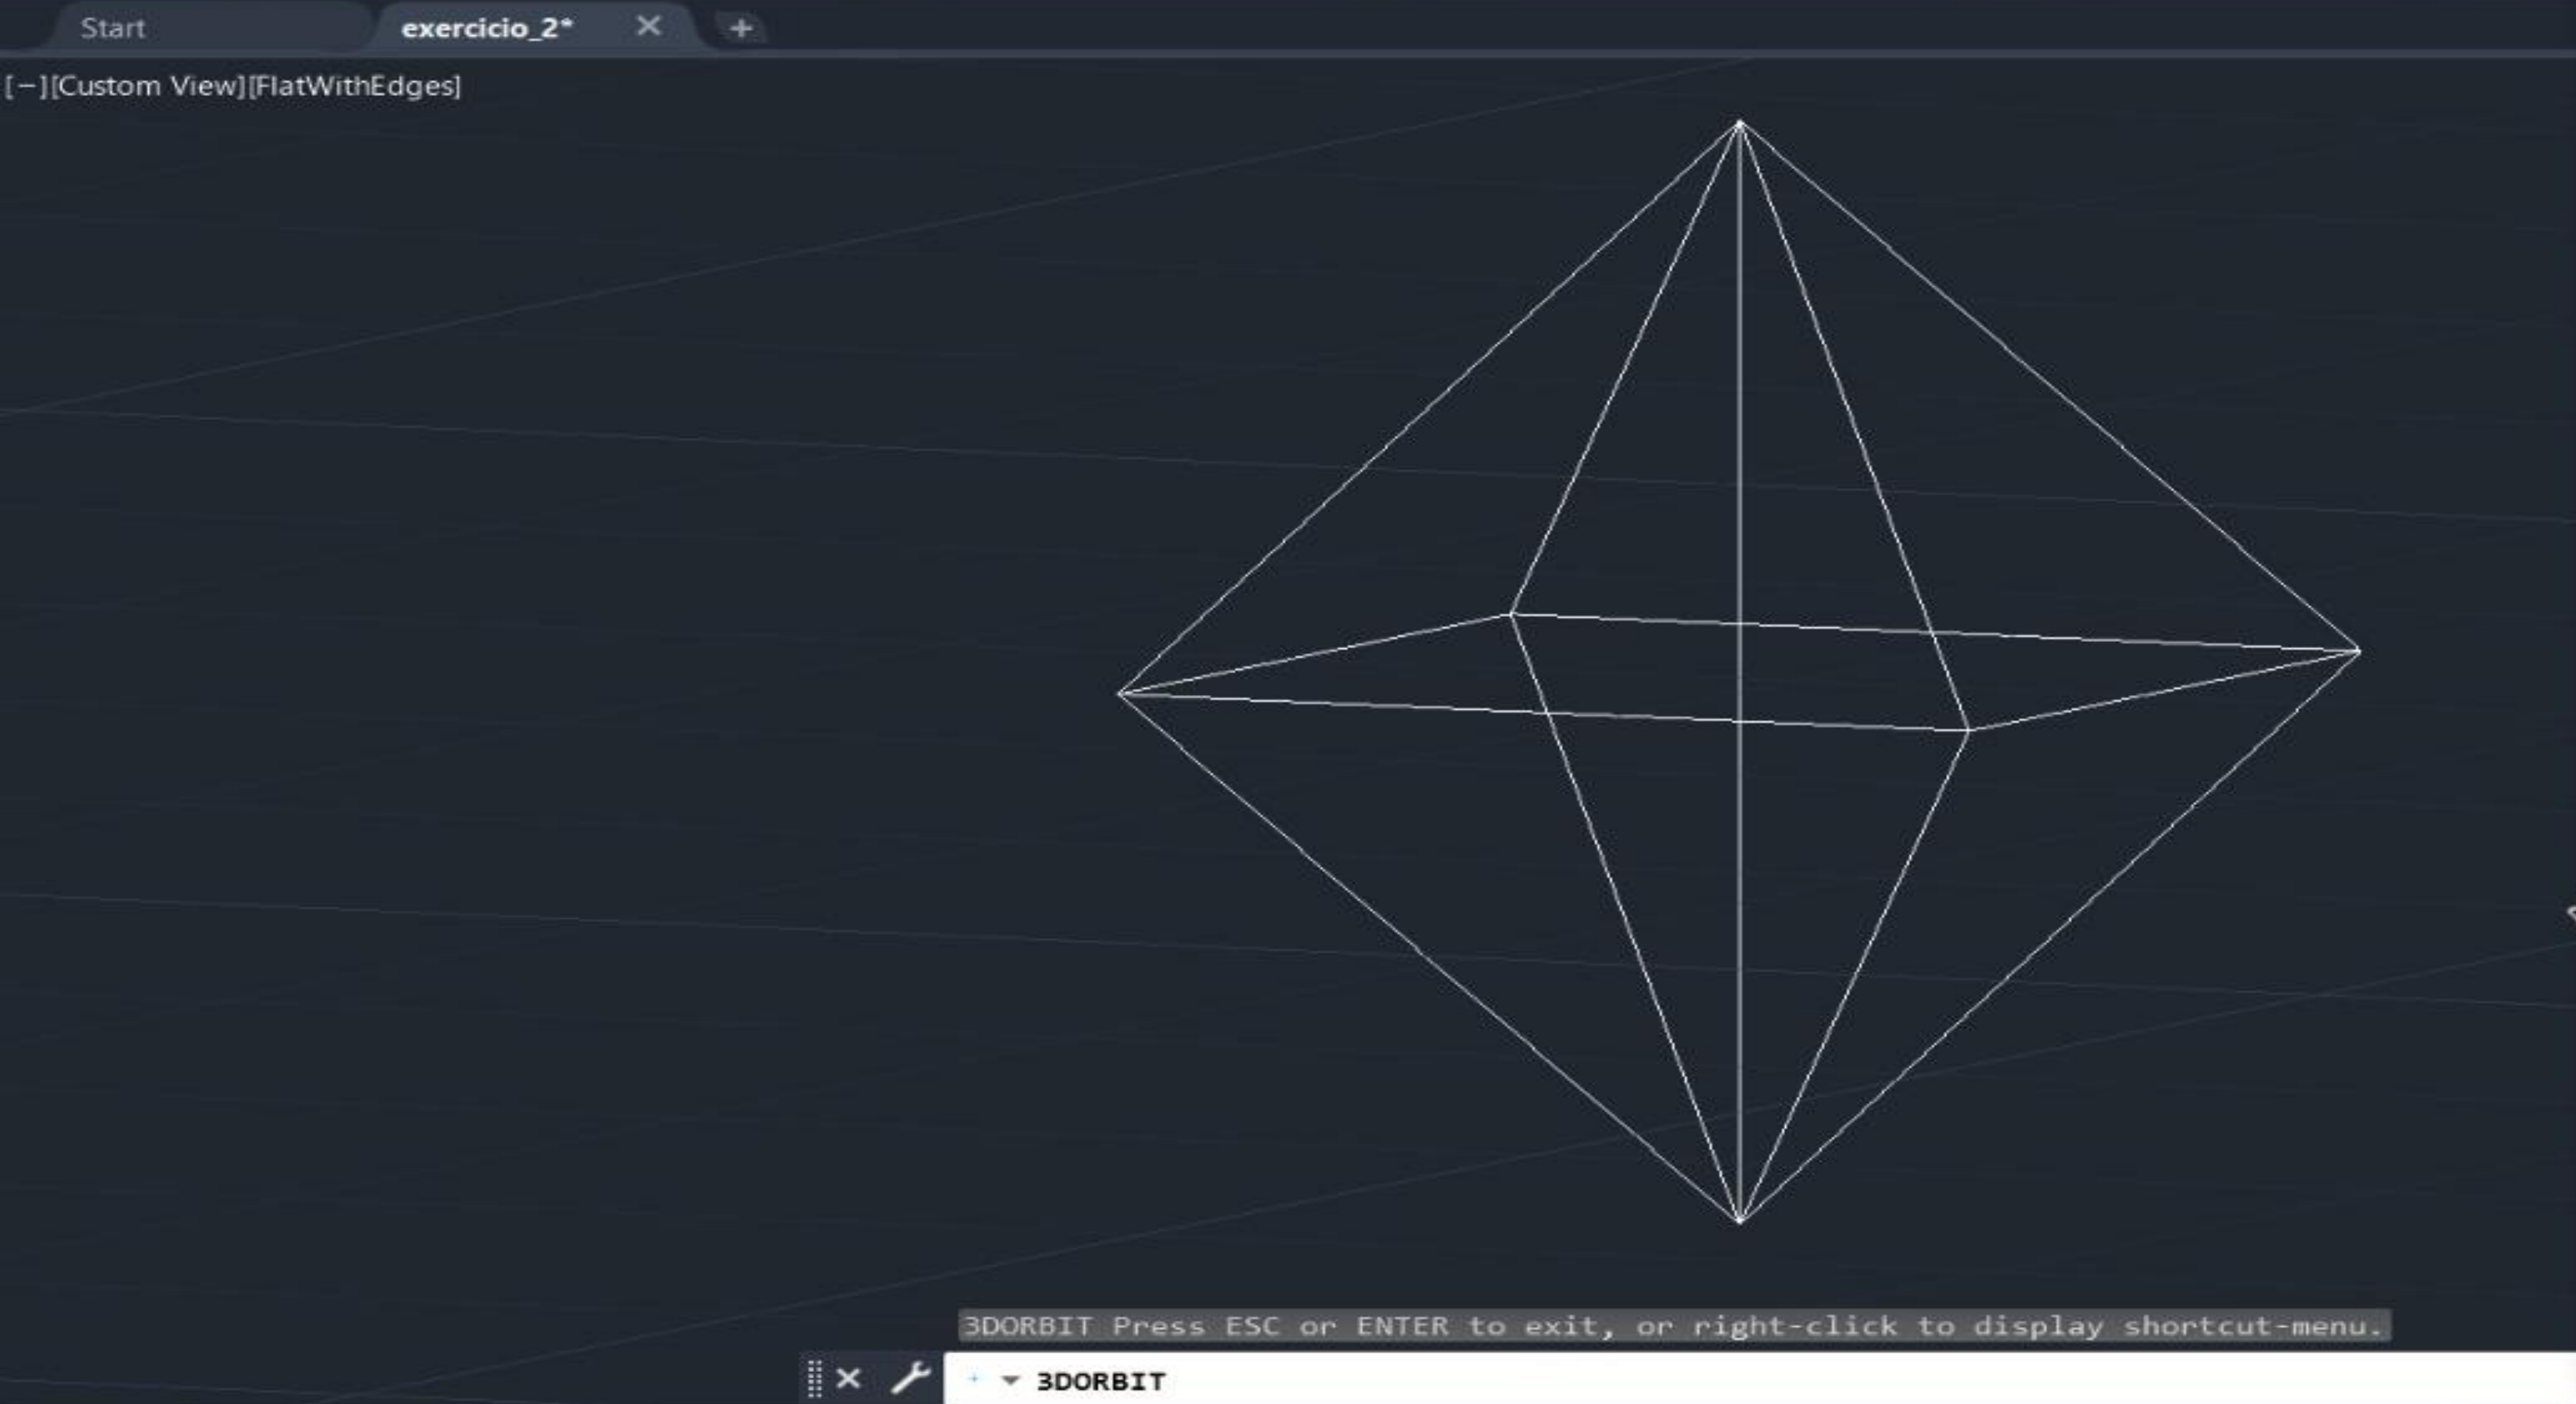 Start
exercicio_2*
[−][Custom View][FlatWithEdges]
3DORBIT Press ESC or ENTER to exit, or right-click to display shortcut-menu.
3DORBIT